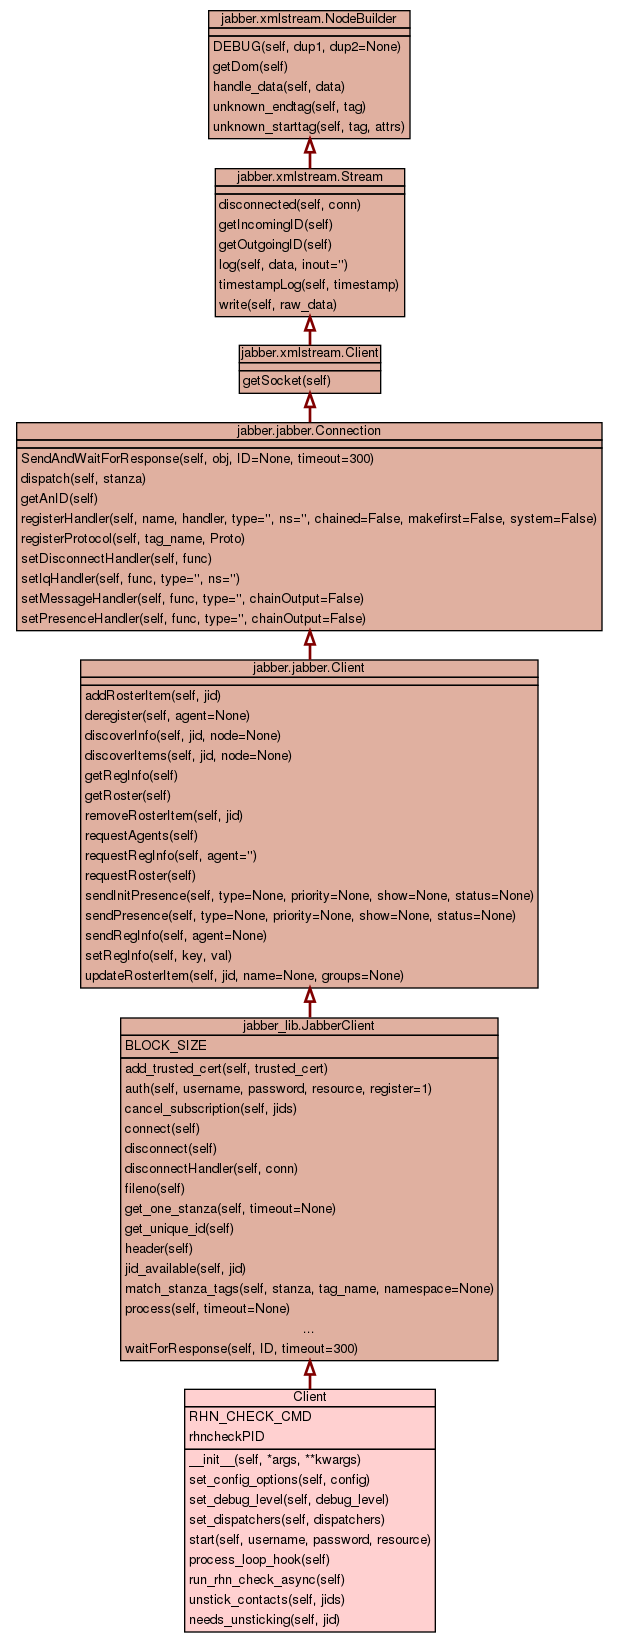 jabber.xmlstream.NodeBuilder
DEBUG(self, dup1, dup2=None)
getDom(self)
handle_data(self, data)
unknown_endtag(self, tag)
unknown_starttag(self, tag, attrs)
jabber.xmlstream.Stream
disconnected(self, conn)
getIncomingID(self)
getOutgoingID(self)
log(self, data, inout='')
timestampLog(self, timestamp)
write(self, raw_data)
jabber.xmlstream.Client
getSocket(self)
jabber.jabber.Connection
SendAndWaitForResponse(self, obj, ID=None, timeout=300)
dispatch(self, stanza)
getAnID(self)
registerHandler(self, name, handler, type='', ns='', chained=False, makefirst=False, system=False)
registerProtocol(self, tag_name, Proto)
setDisconnectHandler(self, func)
setIqHandler(self, func, type='', ns='')
setMessageHandler(self, func, type='', chainOutput=False)
setPresenceHandler(self, func, type='', chainOutput=False)
jabber.jabber.Client
addRosterItem(self, jid)
deregister(self, agent=None)
discoverInfo(self, jid, node=None)
discoverItems(self, jid, node=None)
getRegInfo(self)
getRoster(self)
removeRosterItem(self, jid)
requestAgents(self)
requestRegInfo(self, agent='')
requestRoster(self)
sendInitPresence(self, type=None, priority=None, show=None, status=None)
sendPresence(self, type=None, priority=None, show=None, status=None)
sendRegInfo(self, agent=None)
setRegInfo(self, key, val)
updateRosterItem(self, jid, name=None, groups=None)
jabber_lib.JabberClient
BLOCK_SIZE
add_trusted_cert(self, trusted_cert)
auth(self, username, password, resource, register=1)
cancel_subscription(self, jids)
connect(self)
disconnect(self)
disconnectHandler(self, conn)
fileno(self)
get_one_stanza(self, timeout=None)
get_unique_id(self)
header(self)
jid_available(self, jid)
match_stanza_tags(self, stanza, tag_name, namespace=None)
process(self, timeout=None)
...
waitForResponse(self, ID, timeout=300)
Client
RHN_CHECK_CMD
rhncheckPID
__init__(self, *args, **kwargs)
set_config_options(self, config)
set_debug_level(self, debug_level)
set_dispatchers(self, dispatchers)
start(self, username, password, resource)
process_loop_hook(self)
run_rhn_check_async(self)
unstick_contacts(self, jids)
needs_unsticking(self, jid)